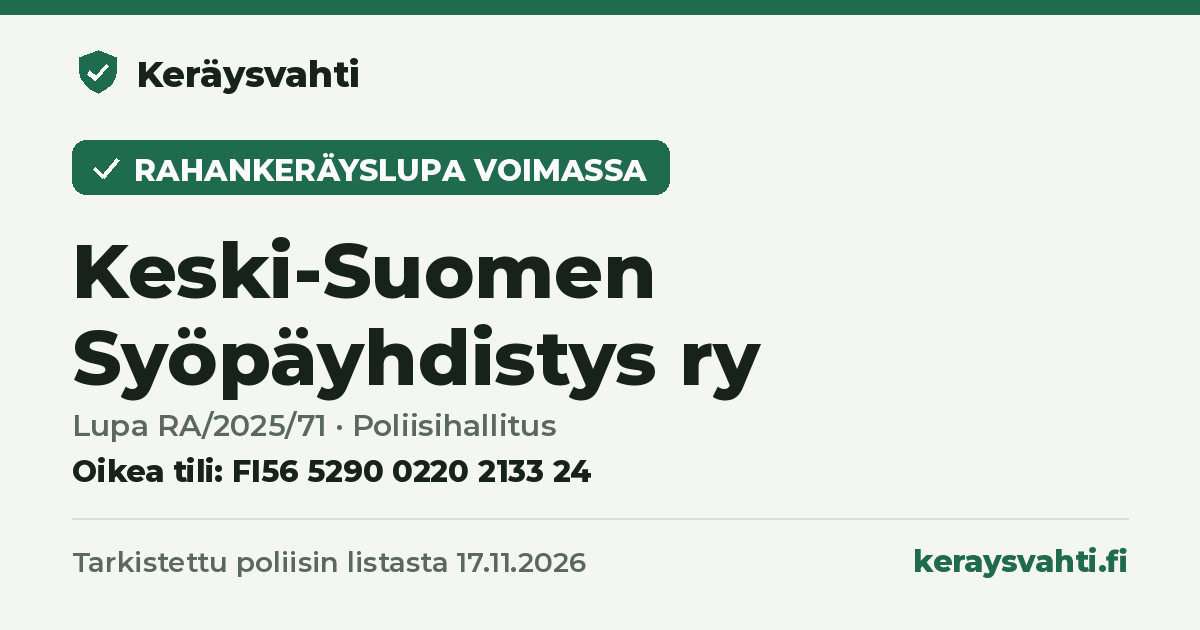 Keräysvahti
RAHANKERÄYSLUPA VOIMASSA
Keski-Suomen
Syöpäyhdistys ry
Lupa RA/2025/71 · Poliisihallitus
Oikea tili: FI56 5290 0220 2133 24
Tarkistettu poliisin listasta 17.11.2026
keraysvahti.fi